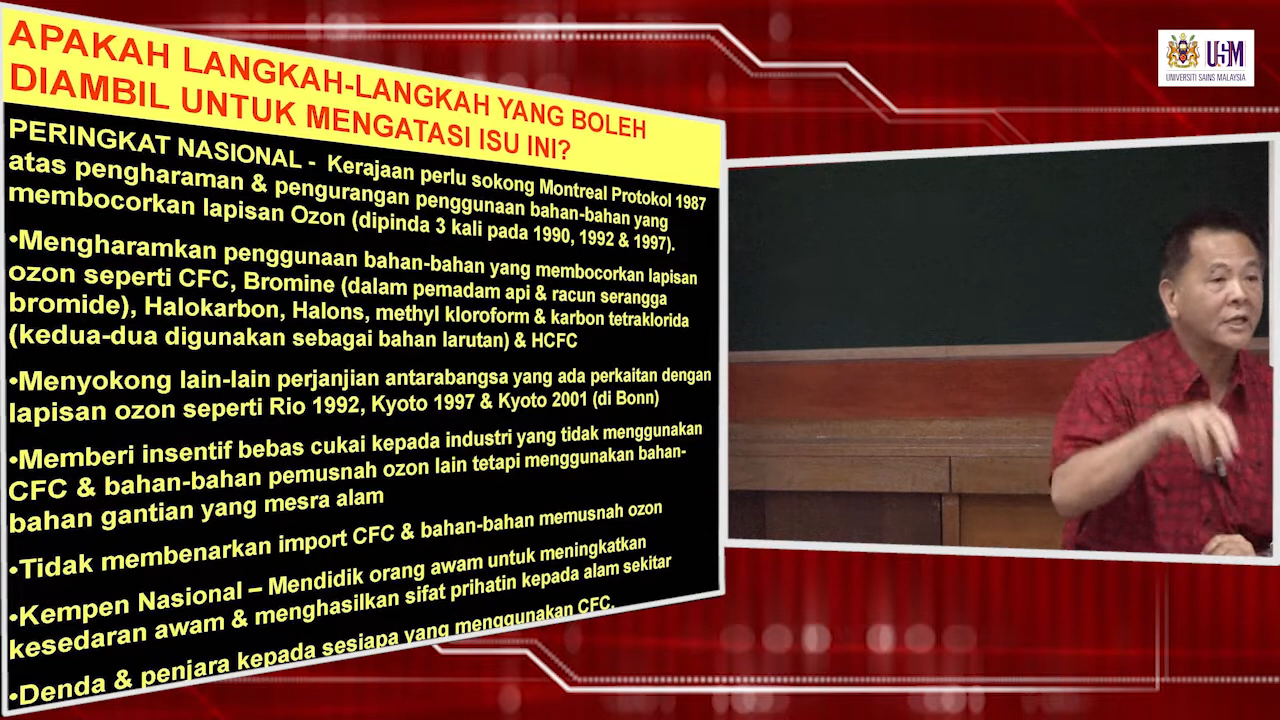 APAKAH LANGKAH-LANGKAH YANG BOLEH
DIAMBIL UNTUK MENGATASI ISU INI?
PERINGKAT NASIONAL - Kerajaan perlu sokong Montreal Protokol 1987
atas pengharaman & pengurangan penggunaan bahan-bahan yang
membocorkan lapisan Ozon (dipinda 3 kali pada 1990, 1992 & 1997).
•Mengharamkan penggunaan bahan-bahan yang membocorkan lapisan
ozon seperti CFC, Bromine (dalam pemadam api & racun serangga
bromide), Halokarbon, Halons, methyl kloroform & karbon tetraklorida
(kedua-dua digunakan sebagai bahan larutan) & HCFC
•Menyokong lain-lain perjanjian antarabangsa yang ada perkaitan dengan
lapisan ozon seperti Rio 1992, Kyoto 1997 & Kyoto 2001 (di Bonn)
•Memberi insentif bebas cukai kepada industri yang tidak menggunakan
CFC & bahan-bahan pemusnah ozon lain tetapi menggunakan bahan-
bahan gantian yang mesra alam
•Tidak membenarkan import CFC & bahan-bahan memusnah ozon
•Kempen Nasional – Mendidik orang awam untuk meningkatkan
kesedaran awam & menghasilkan sifat prihatin kepada alam sekitar
•Denda & penjara kepada sesiapa yang menggunakan CFC.
USM
UNIVERSITI SAINS MALAYSIA